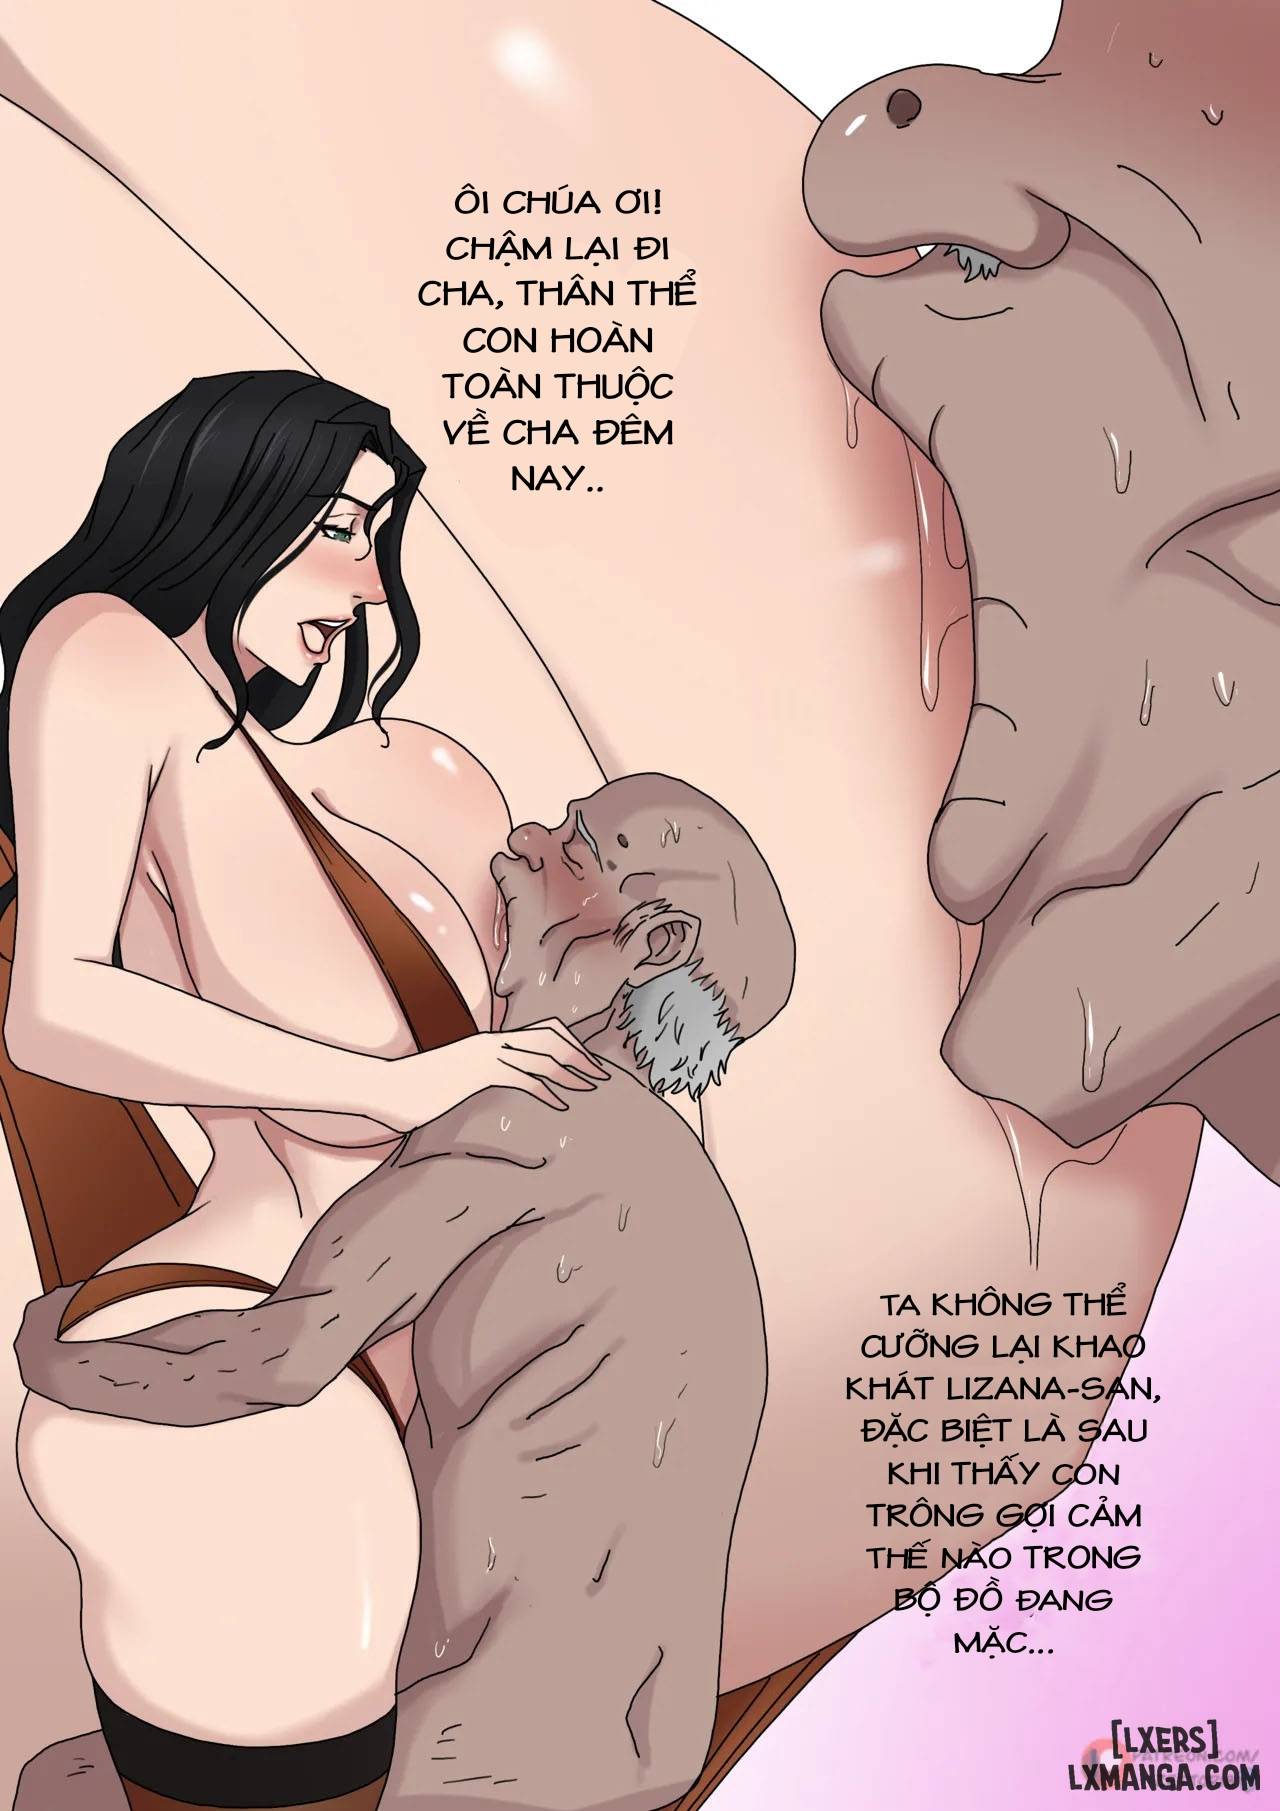 ÔI CHÚA ƠI!
CHẬM LẠI ĐI
CHA, THÂN THỂ
CON HOÀN
TOÀN THUỘC
VỀ CHA ĐÊM
NAY..
TA KHÔNG THỂ
CƯỠNG LẠI KHAO
KHÁT LIZANA-SAN,
ĐẶC BIỆT LÀ SAU
KHI THẤY CON
TRÔNG GỢI CẢM
THẾ NÀO TRONG
BỘ ĐỒ ĐANG
MẶC...
[LXERS]
PATREON.COM/
LXMANGA.COM